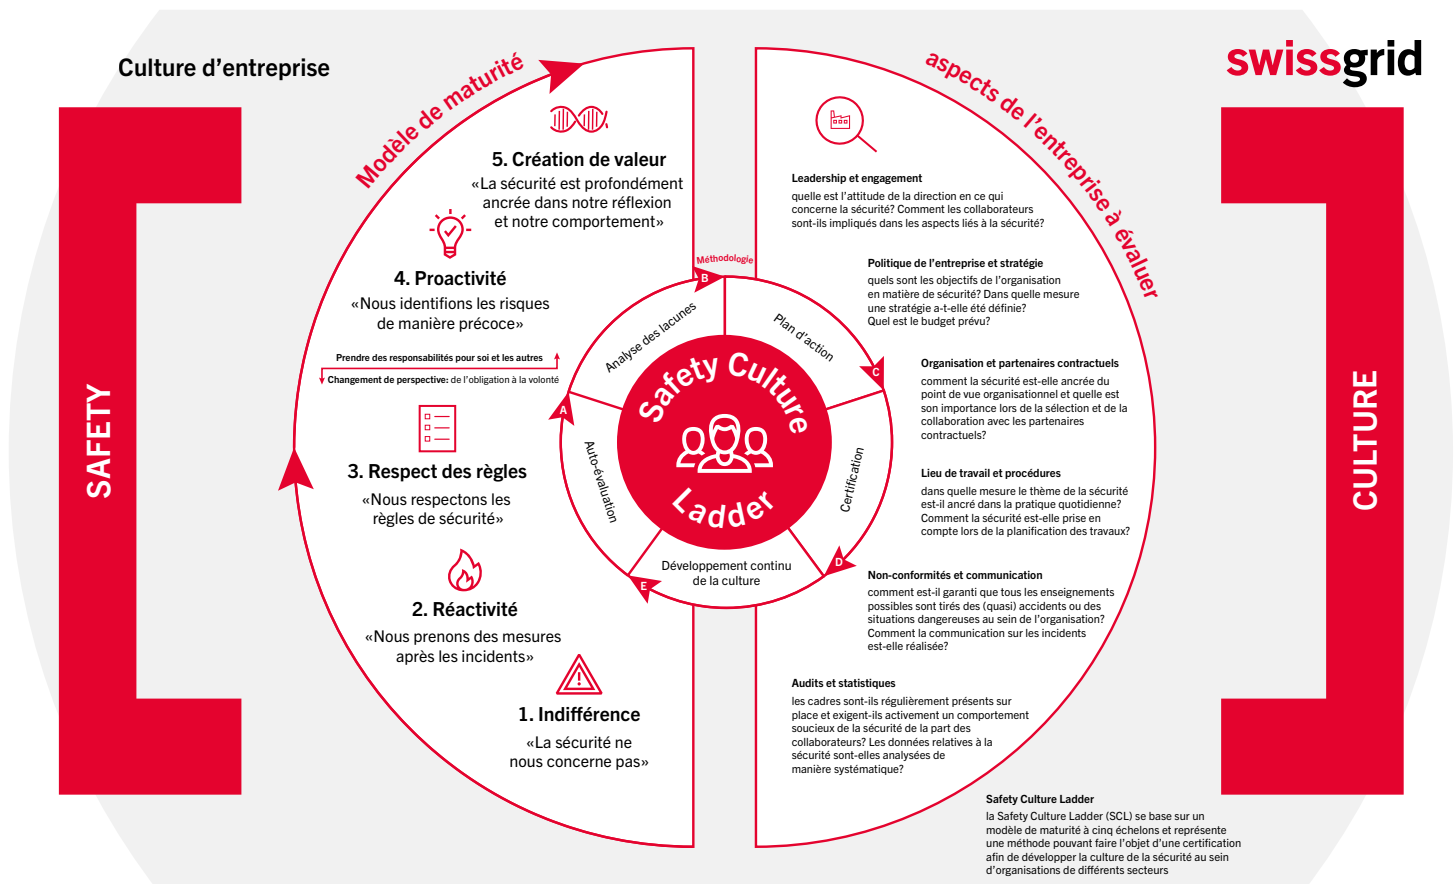 Culture d’entreprise
swissgrid
SAFETY
CULTURE
Modèle de maturité
5. Création de valeur
«La sécurité est profondément
ancrée dans notre réflexion
et notre comportement»
4. Proactivité
«Nous identifions les risques
de manière précoce»
Prendre des responsabilités pour soi et les autres
Changement de perspective: de l’obligation à la volonté
3. Respect des règles
«Nous respectons les
règles de sécurité»
2. Réactivité
«Nous prenons des mesures
après les incidents»
1. Indifférence
«La sécurité ne
nous concerne pas»
Méthodologie
A
Analyse des lacunes
B
Plan d’action
C
Certification
D
Développement continu
de la culture
E
Auto-évaluation
Safety Culture
Ladder
aspects de l’entreprise à évaluer
Leadership et engagement
quelle est l’attitude de la direction en ce qui
concerne la sécurité? Comment les collaborateurs
sont-ils impliqués dans les aspects liés à la sécurité?
Politique de l’entreprise et stratégie
quels sont les objectifs de l’organisation
en matière de sécurité? Dans quelle mesure
une stratégie a-t-elle été définie?
Quel est le budget prévu?
Organisation et partenaires contractuels
comment la sécurité est-elle ancrée du
point de vue organisationnel et quelle est
son importance lors de la sélection et de la
collaboration avec les partenaires
contractuels?
Lieu de travail et procédures
dans quelle mesure le thème de la sécurité
est-il ancré dans la pratique quotidienne?
Comment la sécurité est-elle prise en
compte lors de la planification des travaux?
Non-conformités et communication
comment est-il garanti que tous les enseignements
possibles sont tirés des (quasi) accidents ou des
situations dangereuses au sein de l’organisation?
Comment la communication sur les incidents
est-elle réalisée?
Audits et statistiques
les cadres sont-ils régulièrement présents sur
place et exigent-ils activement un comportement
soucieux de la sécurité de la part des
collaborateurs? Les données relatives à la
sécurité sont-elles analysées de
manière systématique?
Safety Culture Ladder
la Safety Culture Ladder (SCL) se base sur un
modèle de maturité à cinq échelons et représente
une méthode pouvant faire l’objet d’une certification
afin de développer la culture de la sécurité au sein
d’organisations de différents secteurs